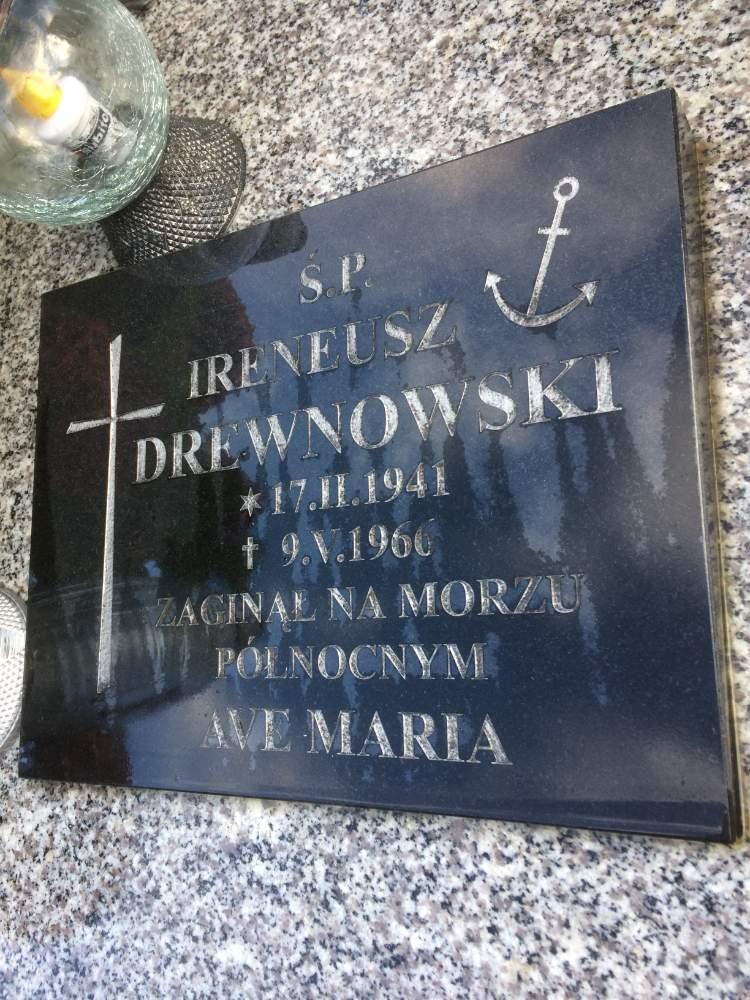 Ś.P.
IRENEUSZ
DREWNOWSKI
* 17.II.1941
† 9.V.1966
ZAGINĄŁ NA MORZU
PÓŁNOCNYM
AVE MARIA